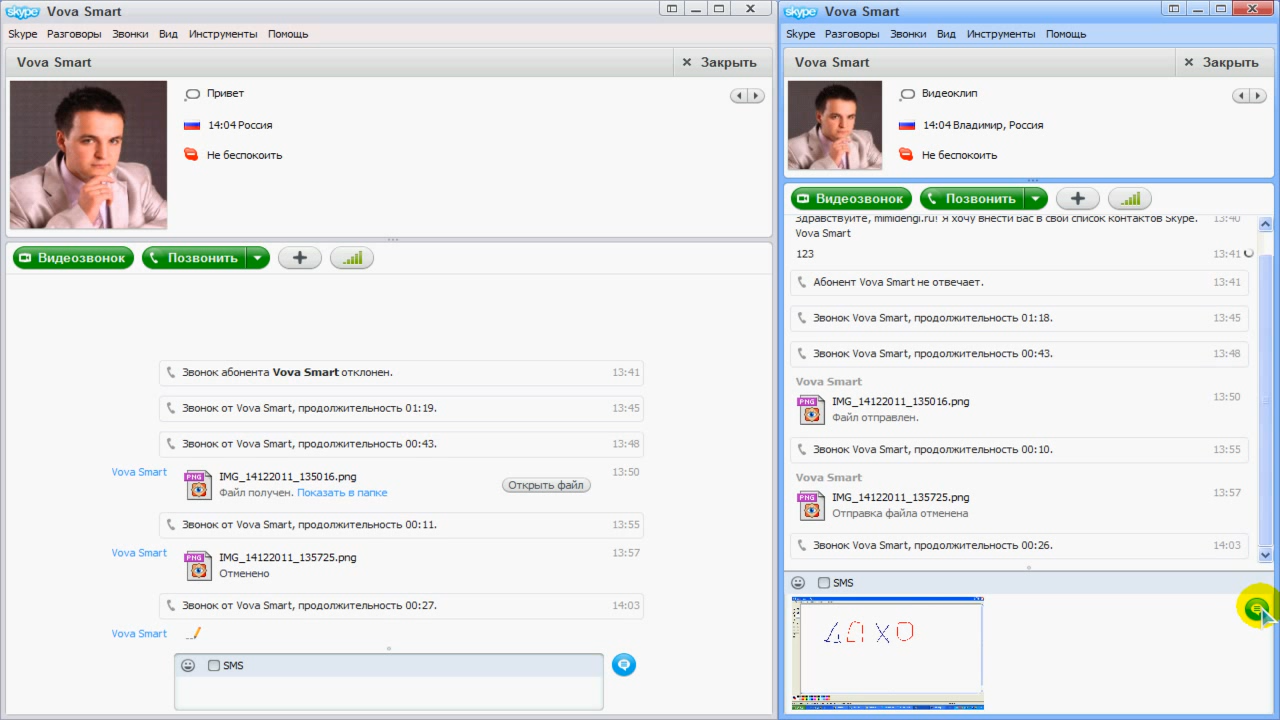 skype Vova Smart
Skype Разговоры Звонки Вид Инструменты Помощь
Vova Smart
× Закрыть
Привет
14:04 Россия
Не беспокоить
Видеозвонок
Позвонить
Звонок абонента Vova Smart отклонен. 13:41
Звонок от Vova Smart, продолжительность 01:19. 13:45
Звонок от Vova Smart, продолжительность 00:43. 13:48
Vova Smart
PNG
IMG_14122011_135016.png 13:50
Файл получен. Показать в папке
Открыть файл
Звонок от Vova Smart, продолжительность 00:11. 13:55
Vova Smart
PNG
IMG_14122011_135725.png 13:57
Отменено
Звонок от Vova Smart, продолжительность 00:27. 14:03
Vova Smart
SMS
skype Vova Smart
Skype Разговоры Звонки Вид Инструменты Помощь
Vova Smart
× Закрыть
Видеоклип
14:04 Владимир, Россия
Не беспокоить
Видеозвонок
Позвонить
Здравствуйте, mimidengi.ru! Я хочу внести Вас в свой список контактов Skype. 13:40
Vova Smart
123 13:41
Абонент Vova Smart не отвечает. 13:41
Звонок Vova Smart, продолжительность 01:18. 13:45
Звонок Vova Smart, продолжительность 00:43. 13:48
Vova Smart
PNG
IMG_14122011_135016.png 13:50
Файл отправлен.
Звонок Vova Smart, продолжительность 00:10. 13:55
Vova Smart
PNG
IMG_14122011_135725.png 13:57
Отправка файла отменена
Звонок Vova Smart, продолжительность 00:26. 14:03
SMS